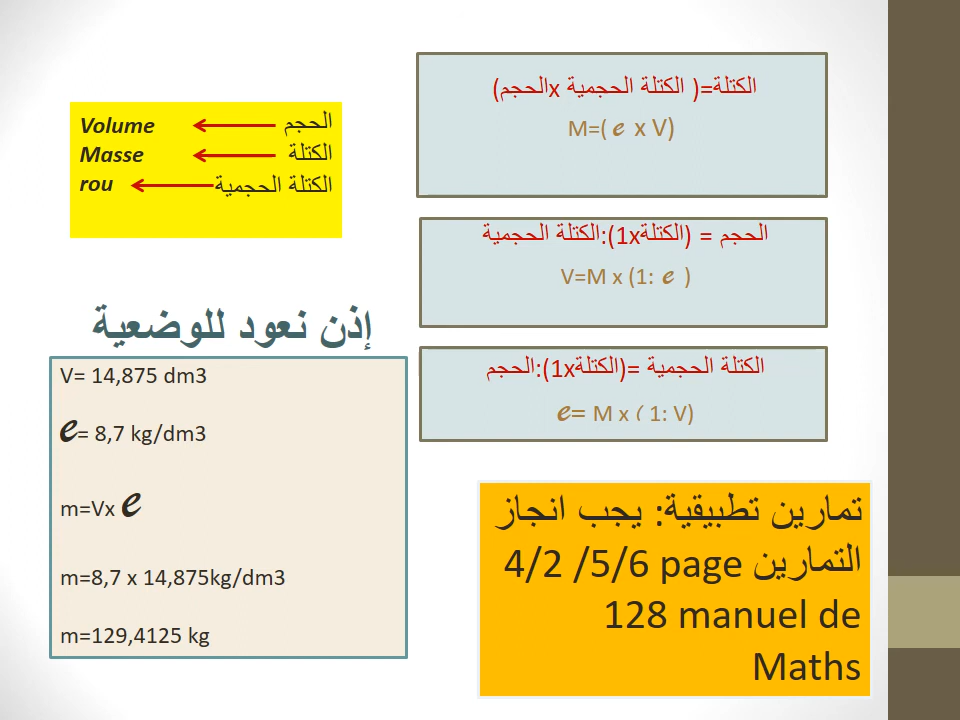 الكتلة=( الكتلة الحجمية xالحجم)
M=( e x V)
Volume ← الحجم
Masse ← الكتلة
rou ← الكتلة الحجمية
الحجم = (الكتلة1x):الكتلة الحجمية
V=M x (1: e )
إذن نعود للوضعية
الكتلة الحجمية =(الكتلة1x):الحجم
e= M x ( 1: V)
V= 14,875 dm3
e= 8,7 kg/dm3
m=Vx e
m=8,7 x 14,875kg/dm3
m=129,4125 kg
تمارين تطبيقية: يجب انجاز
التمارين 4/2 /5/6 page
128 manuel de
Maths